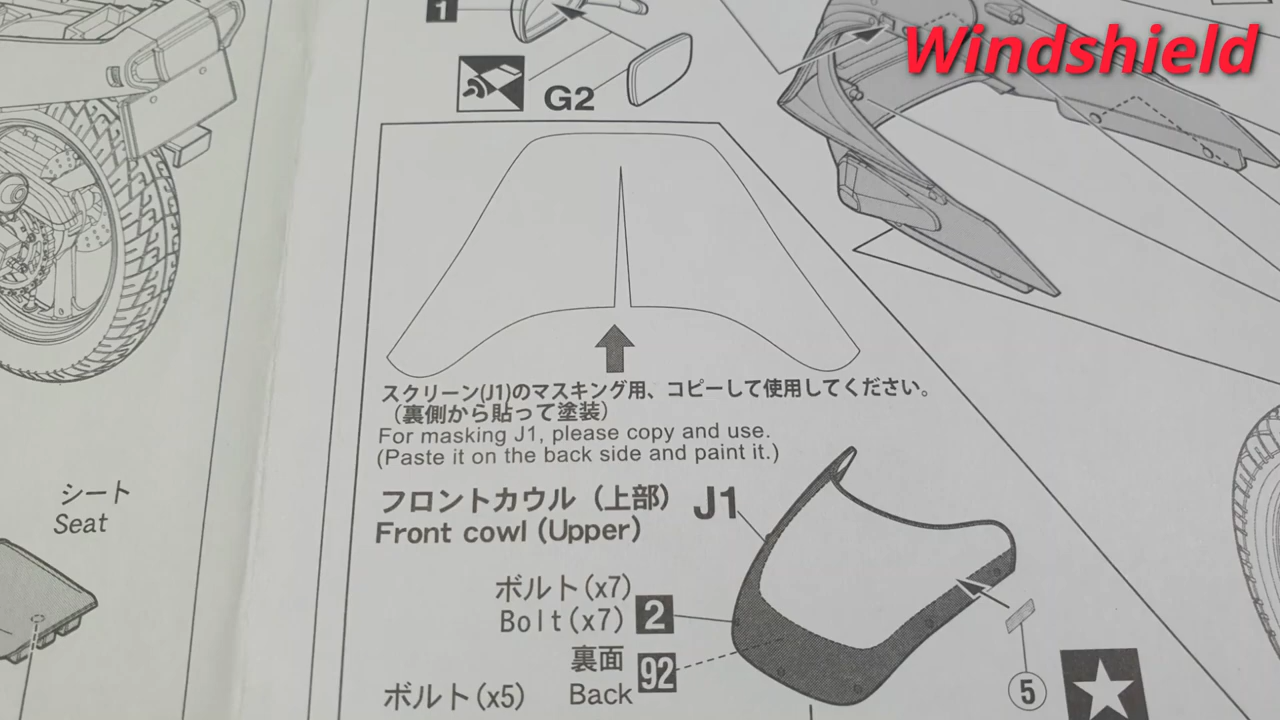 Windshield
1
G2
スクリーン(J1)のマスキング用、コピーして使用してください。
（裏側から貼って塗装）
For masking J1, please copy and use.
(Paste it on the back side and paint it.)
シート
Seat
フロントカウル（上部）
Front cowl (Upper)
J1
ボルト(x7)
Bolt(x7)
2
裏面
Back
92
ボルト(x5)
5